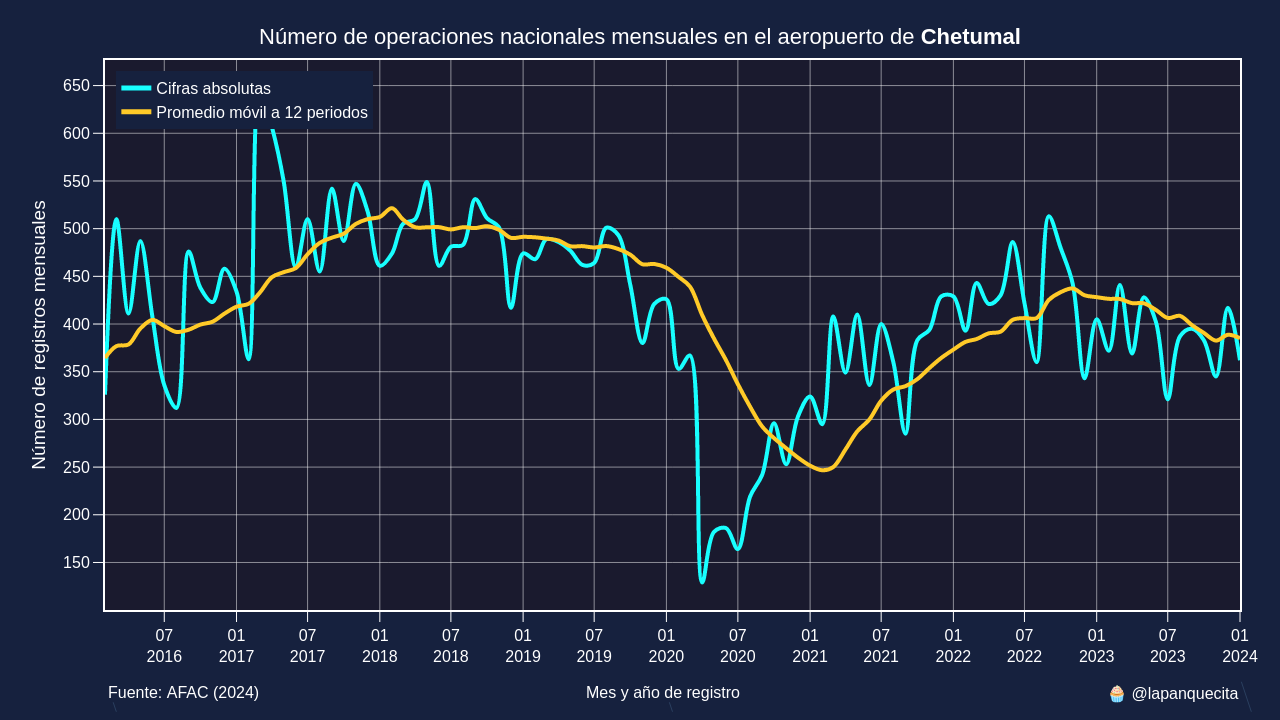 Número de operaciones nacionales mensuales en el aeropuerto de Chetumal
Cifras absolutas
Promedio móvil a 12 periodos
Número de registros mensuales
650
600
550
500
450
400
350
300
250
200
150
07 01 07 01 07 01 07 01 07 01 07 01 07 01 07 01
2016 2017 2017 2018 2018 2019 2019 2020 2020 2021 2021 2022 2022 2023 2023 2024
Fuente: AFAC (2024)
Mes y año de registro
🧁 @lapanquecita